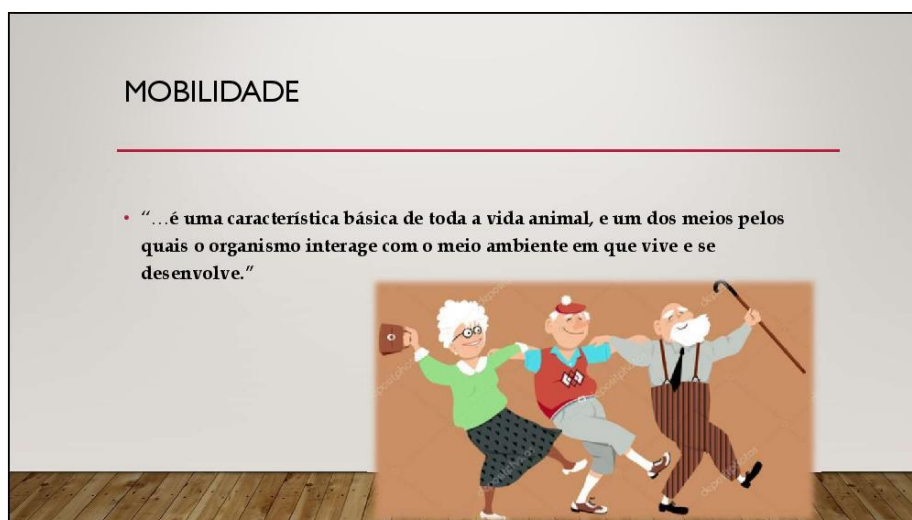 MOBILIDADE
• “…é uma característica básica de toda a vida animal, e um dos meios pelos
quais o organismo interage com o meio ambiente em que vive e se
desenvolve.”
depositphotos